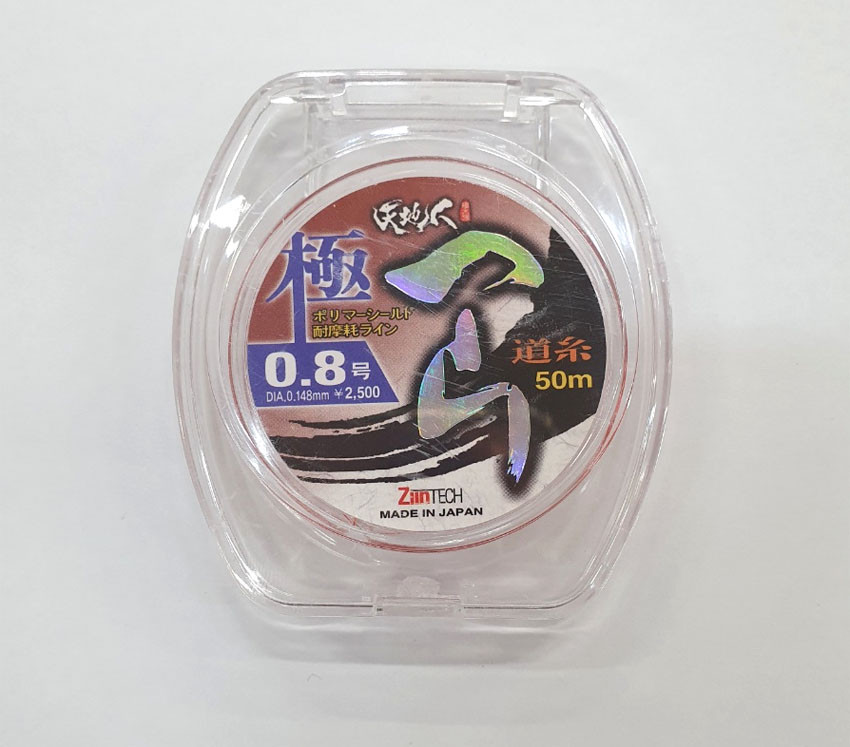 天地人
極
へら
ポリマーシールド
耐摩耗ライン
道糸
50m
0.8号
DIA.0.148mm ¥2,500
ZiinTECH
MADE IN JAPAN